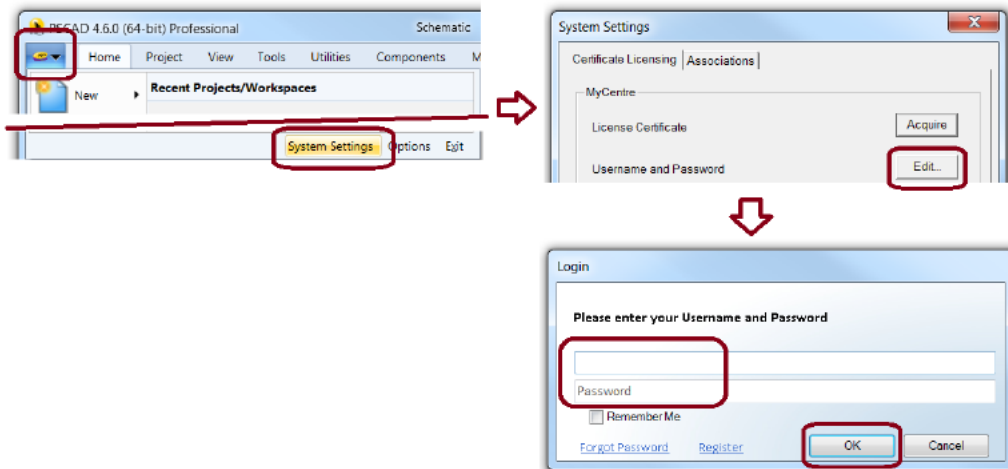 PSCAD 4.6.0 (64-bit) Professional Schematic
Home Project View Tools Utilities Components M
New Recent Projects/Workspaces
System Settings Options Exit
System Settings
Certificate Licensing Associations
MyCentre
License Certificate Acquire
Username and Password Edit...
Login
Please enter your Username and Password
Password
Remember Me
Forgot Password Register OK Cancel